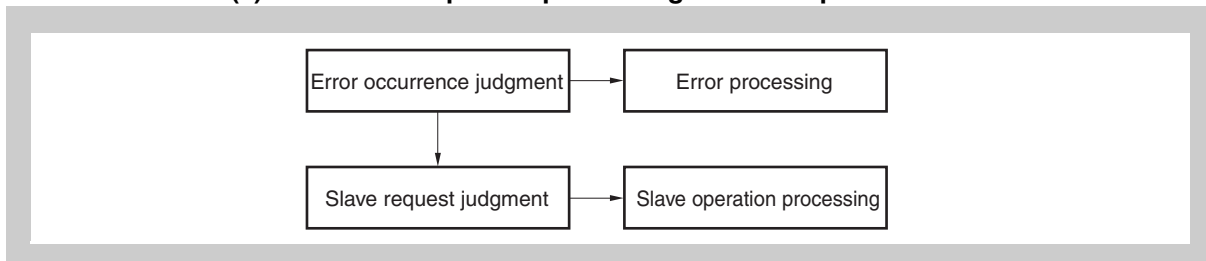 Error occurrence judgment
Error processing
Slave request judgment
Slave operation processing